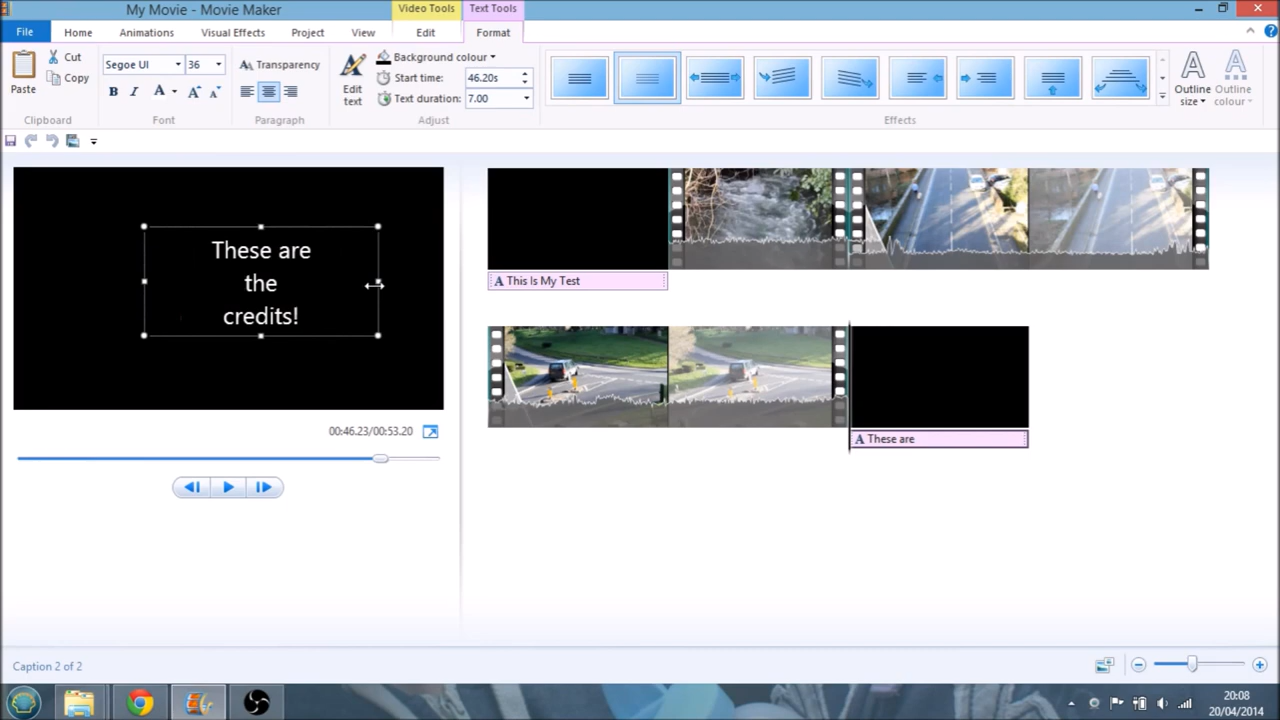 My Movie - Movie Maker
Video Tools
Text Tools
File
Home
Animations
Visual Effects
Project
View
Edit
Format
Paste
Cut
Copy
Clipboard
Segoe UI
36
B I A A A
Font
A Transparency
Paragraph
Edit text
Background colour
Start time: 46.20s
Text duration: 7.00
Adjust
Effects
A
Outline size
A
Outline colour
These are
the
credits!
00:46.23/00:53.20
A This Is My Test
A These are
Caption 2 of 2
20:08
20/04/2014